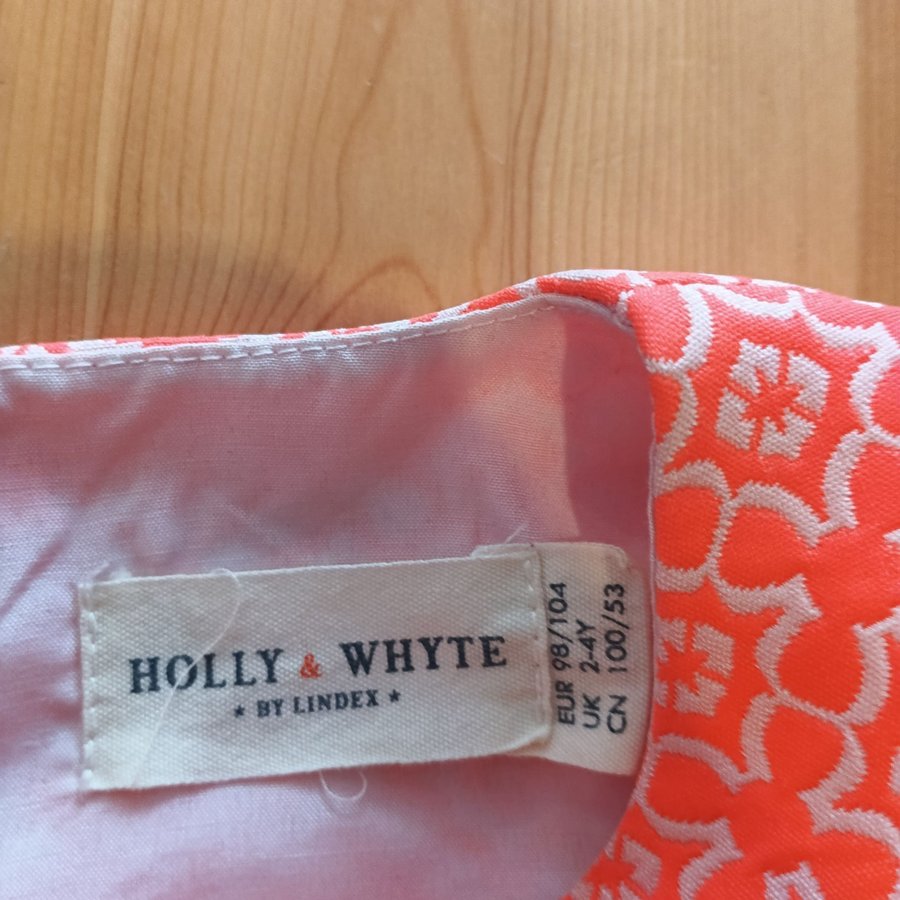 HOLLY & WHYTE
* BY LINDEX *
EUR 98/104
UK 2-4Y
CN 100/53